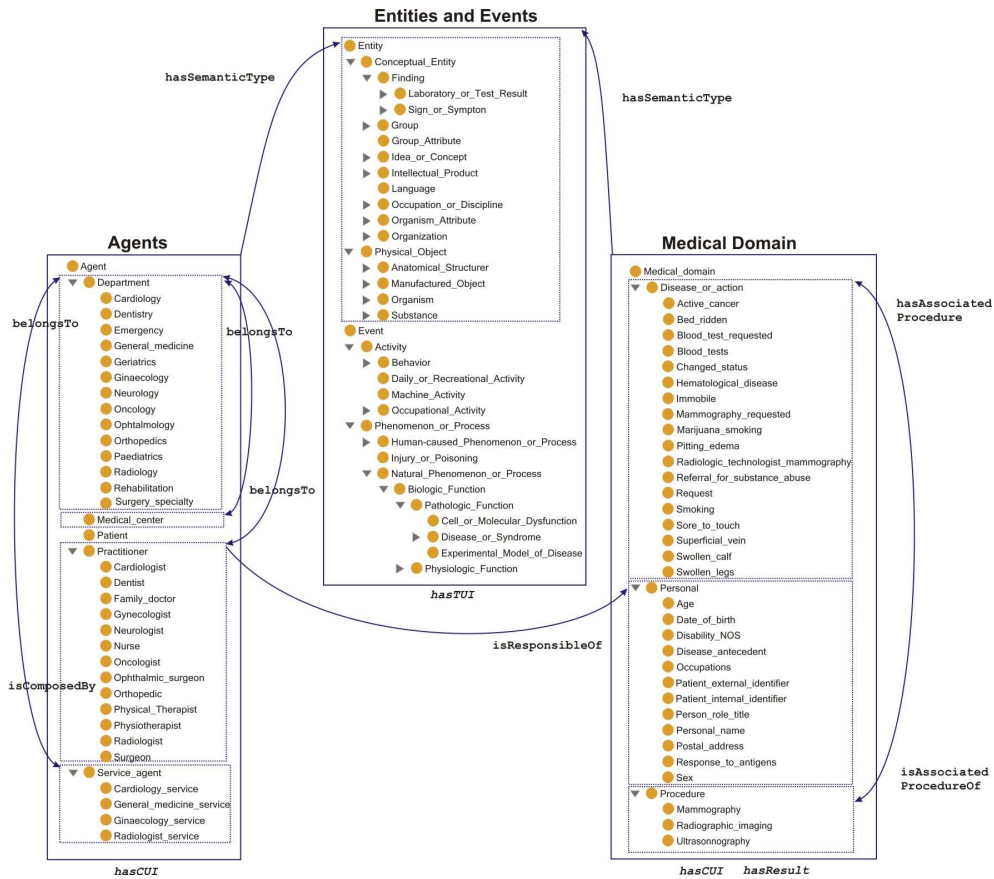 Entities and Events
Entity
Conceptual_Entity
Finding
Laboratory_or_Test_Result
Sign_or_Sympton
Group
Group_Attribute
Idea_or_Concept
Intellectual_Product
Language
Occupation_or_Discipline
Organism_Attribute
Organization
Physical_Object
Anatomical_Structurer
Manufactured_Object
Organism
Substance
Event
Activity
Behavior
Daily_or_Recreational_Activity
Machine_Activity
Occupational_Activity
Phenomenon_or_Process
Human-caused_Phenomenon_or_Process
Injury_or_Poisoning
Natural_Phenomenon_or_Process
Biologic_Function
Pathologic_Function
Cell_or_Molecular_Dysfunction
Disease_or_Syndrome
Experimental_Model_of_Disease
Physiologic_Function
hasTUI
hasSemanticType
hasSemanticType
Agents
Agent
Department
Cardiology
Dentistry
Emergency
General_medicine
Geriatrics
Ginaecology
Neurology
Oncology
Ophtalmology
Orthopedics
Paediatrics
Radiology
Rehabilitation
Surgery_specialty
Medical_center
Patient
Practitioner
Cardiologist
Dentist
Family_doctor
Gynecologist
Neurologist
Nurse
Oncologist
Ophthalmic_surgeon
Orthopedic
Physical_Therapist
Physiotherapist
Radiologist
Surgeon
Service_agent
Cardiology_service
General_medicine_service
Ginaecology_service
Radiologist_service
hasCUI
belongsTo
belongsTo
belongsTo
isComposedBy
isResponsibleOf
Medical Domain
Medical_domain
Disease_or_action
Active_cancer
Bed_ridden
Blood_test_requested
Blood_tests
Changed_status
Hematological_disease
Immobile
Mammography_requested
Marijuana_smoking
Pitting_edema
Radiologic_technologist_mammography
Referral_for_substance_abuse
Request
Smoking
Sore_to_touch
Superficial_vein
Swollen_calf
Swollen_legs
Personal
Age
Date_of_birth
Disability_NOS
Disease_antecedent
Occupations
Patient_external_identifier
Patient_internal_identifier
Person_role_title
Personal_name
Postal_address
Response_to_antigens
Sex
Procedure
Mammography
Radiographic_imaging
Ultrasonnography
hasCUI hasResult
hasAssociated
Procedure
isAssociated
ProcedureOf